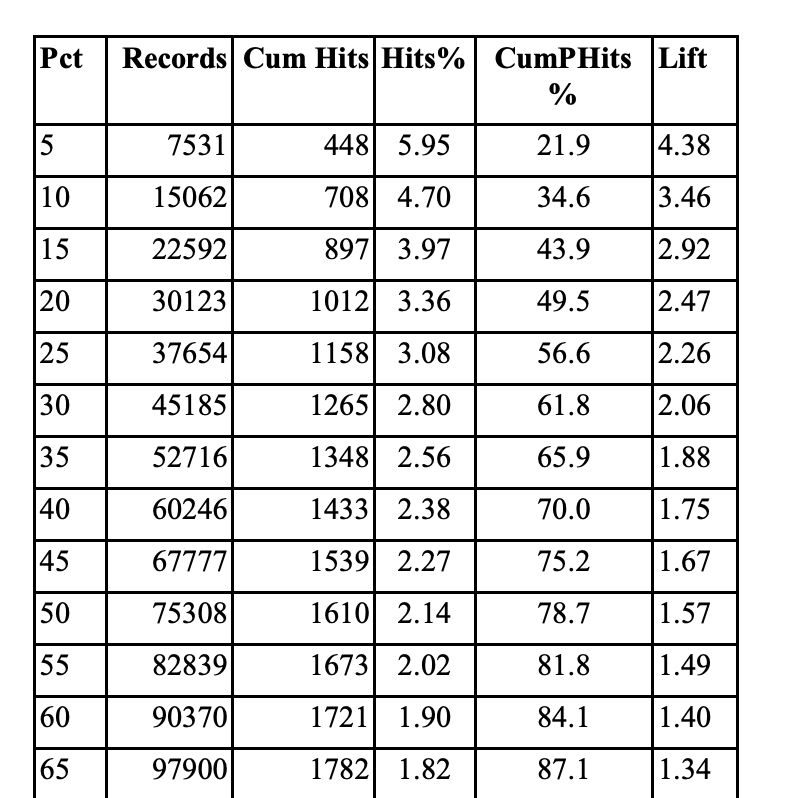 Pct Records Cum Hits Hits% CumPHits Lift
%
5 7531 448 5.95 21.9 4.38
10 15062 708 4.70 34.6 3.46
15 22592 897 3.97 43.9 2.92
20 30123 1012 3.36 49.5 2.47
25 37654 1158 3.08 56.6 2.26
30 45185 1265 2.80 61.8 2.06
35 52716 1348 2.56 65.9 1.88
40 60246 1433 2.38 70.0 1.75
45 67777 1539 2.27 75.2 1.67
50 75308 1610 2.14 78.7 1.57
55 82839 1673 2.02 81.8 1.49
60 90370 1721 1.90 84.1 1.40
65 97900 1782 1.82 87.1 1.34